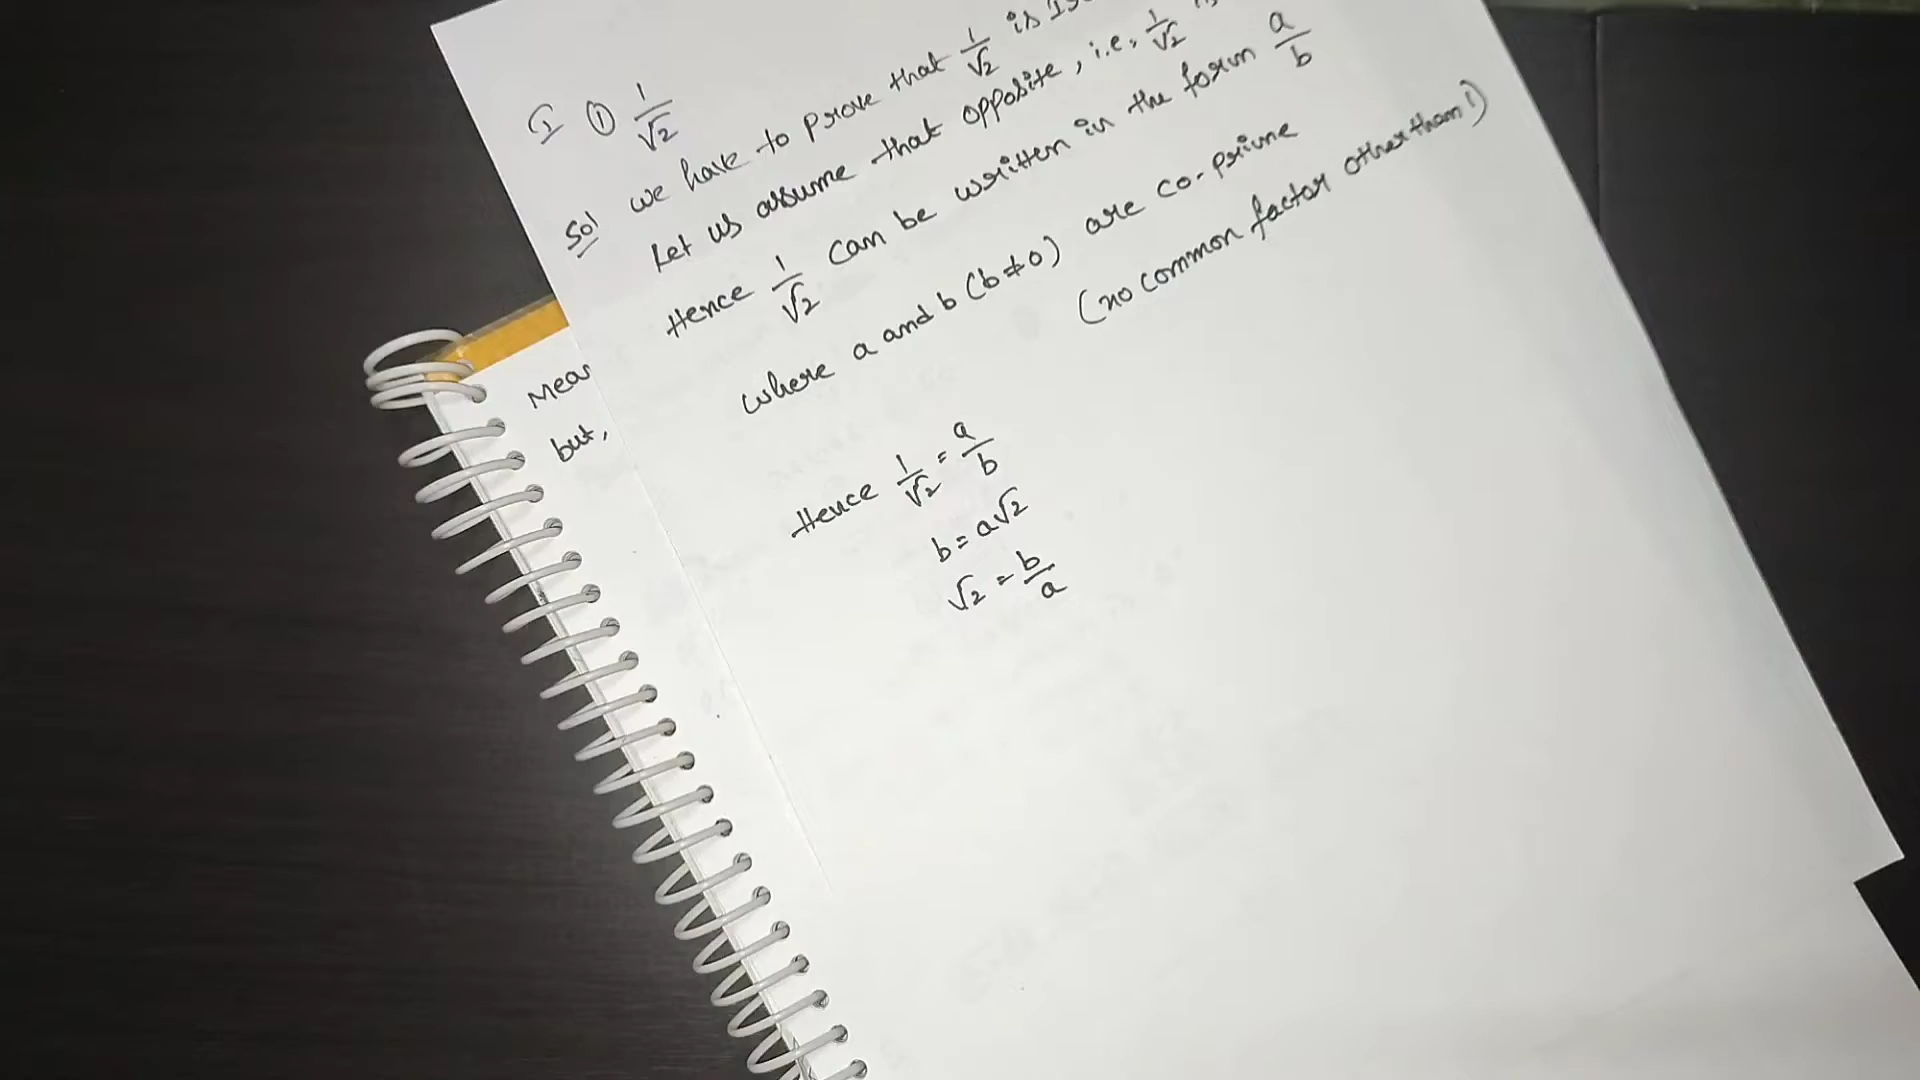 I ① 1/√2
Sol we have to prove that 1/√2 is
Let us assume that opposite, i.e, 1/√2
Hence 1/√2 can be written in the form a/b
where a and b (b≠0) are co-prime
(no common factor other than 1)
Hence 1/√2 = a/b
b = a√2
√2 = b/a
but,